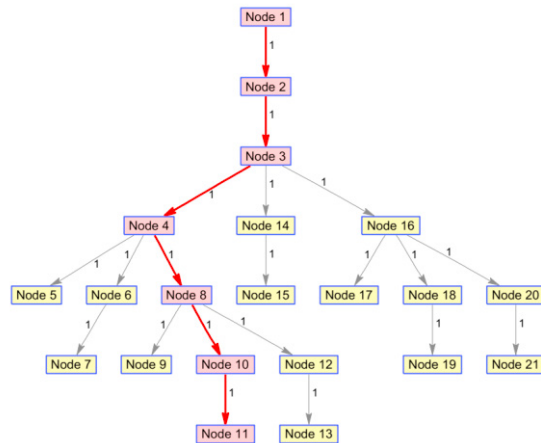 Node 1
1
Node 2
1
Node 3
1 1 1
Node 4 Node 14 Node 16
1 1 1 1 1 1 1
Node 5 Node 6 Node 8 Node 15 Node 17 Node 18 Node 20
1 1 1 1 1 1
Node 7 Node 9 Node 10 Node 12 Node 19 Node 21
1 1
Node 11 Node 13